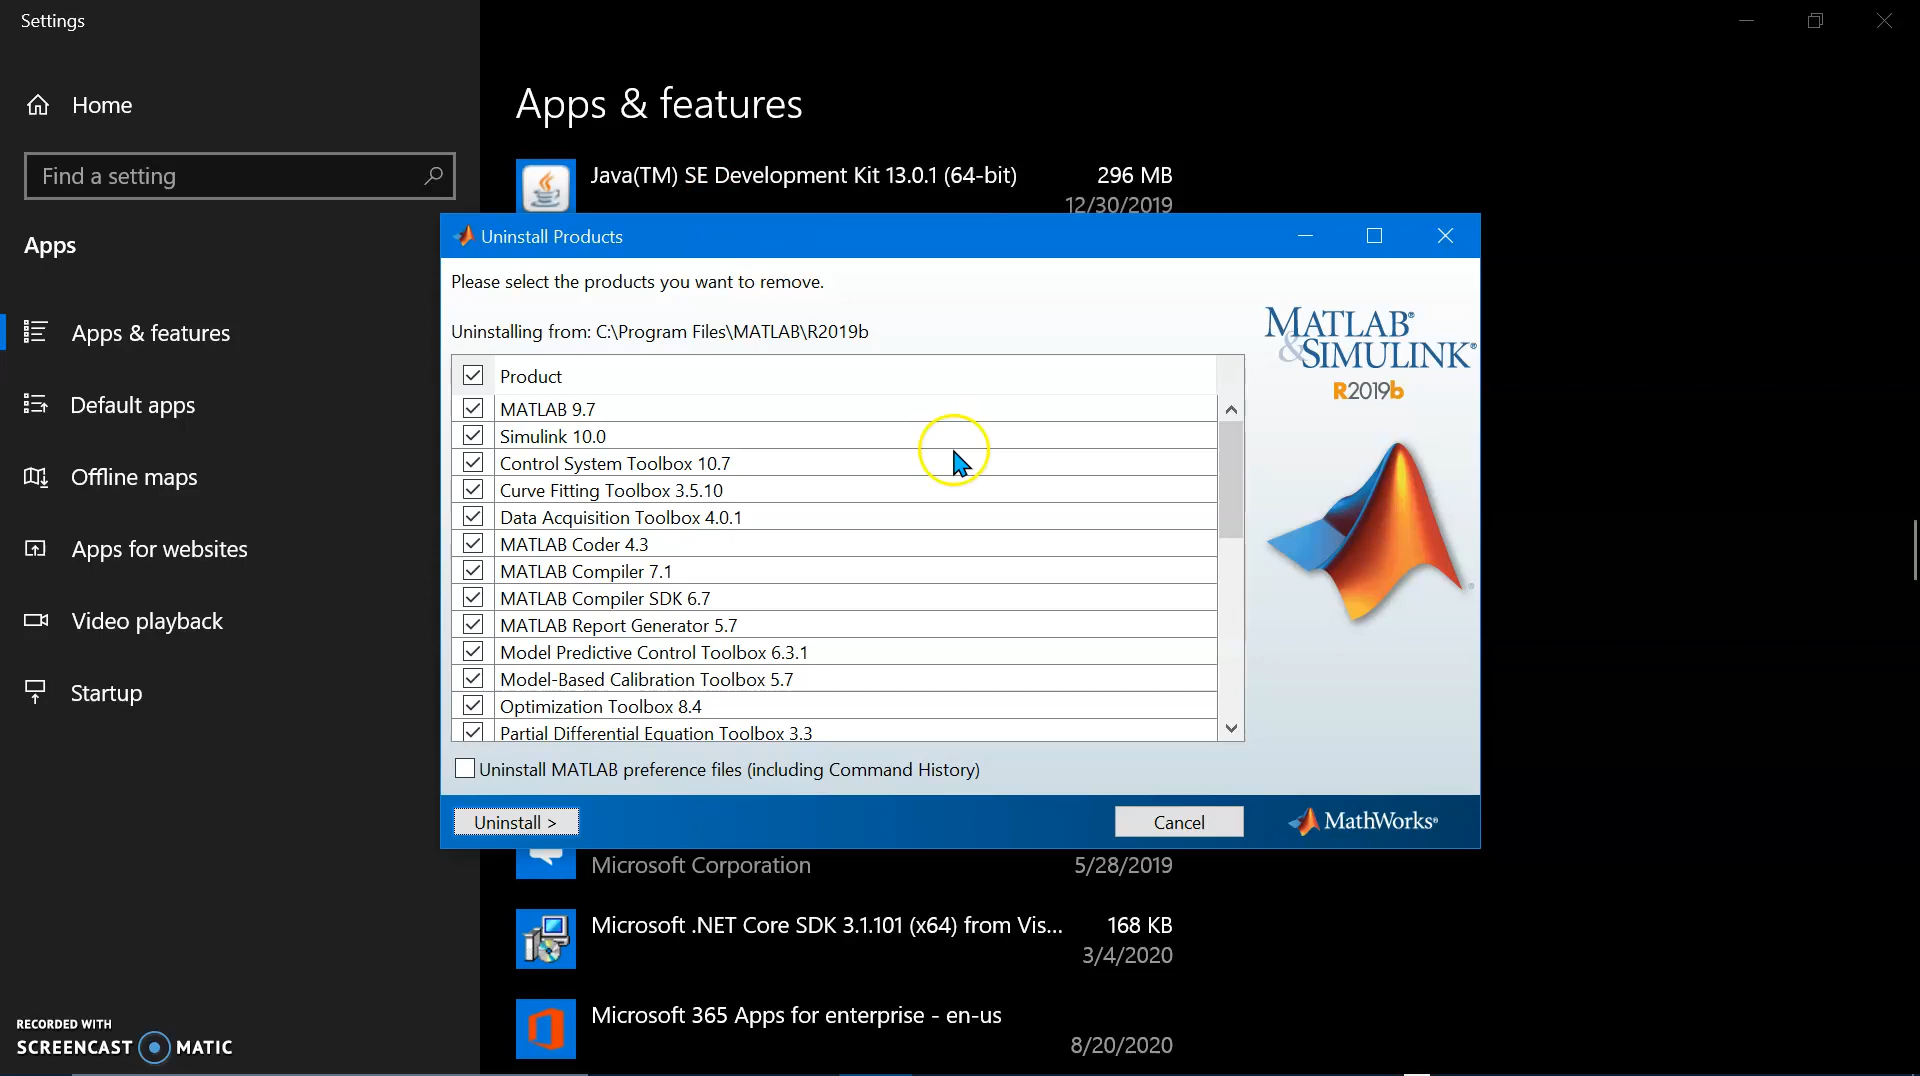 Settings
Home
Find a setting
Apps
Apps & features
Default apps
Offline maps
Apps for websites
Video playback
Startup
RECORDED WITH
SCREENCAST MATIC
Apps & features
Java(TM) SE Development Kit 13.0.1 (64-bit) 296 MB
12/30/2019
Uninstall Products
Please select the products you want to remove.
Uninstalling from: C:\Program Files\MATLAB\R2019b
Product
MATLAB 9.7
Simulink 10.0
Control System Toolbox 10.7
Curve Fitting Toolbox 3.5.10
Data Acquisition Toolbox 4.0.1
MATLAB Coder 4.3
MATLAB Compiler 7.1
MATLAB Compiler SDK 6.7
MATLAB Report Generator 5.7
Model Predictive Control Toolbox 6.3.1
Model-Based Calibration Toolbox 5.7
Optimization Toolbox 8.4
Partial Differential Equation Toolbox 3.3
Uninstall MATLAB preference files (including Command History)
MATLAB®
&SIMULINK®
R2019b
®
Uninstall >
Cancel
MathWorks®
Microsoft Corporation 5/28/2019
Microsoft .NET Core SDK 3.1.101 (x64) from Vis... 168 KB
3/4/2020
Microsoft 365 Apps for enterprise - en-us
8/20/2020